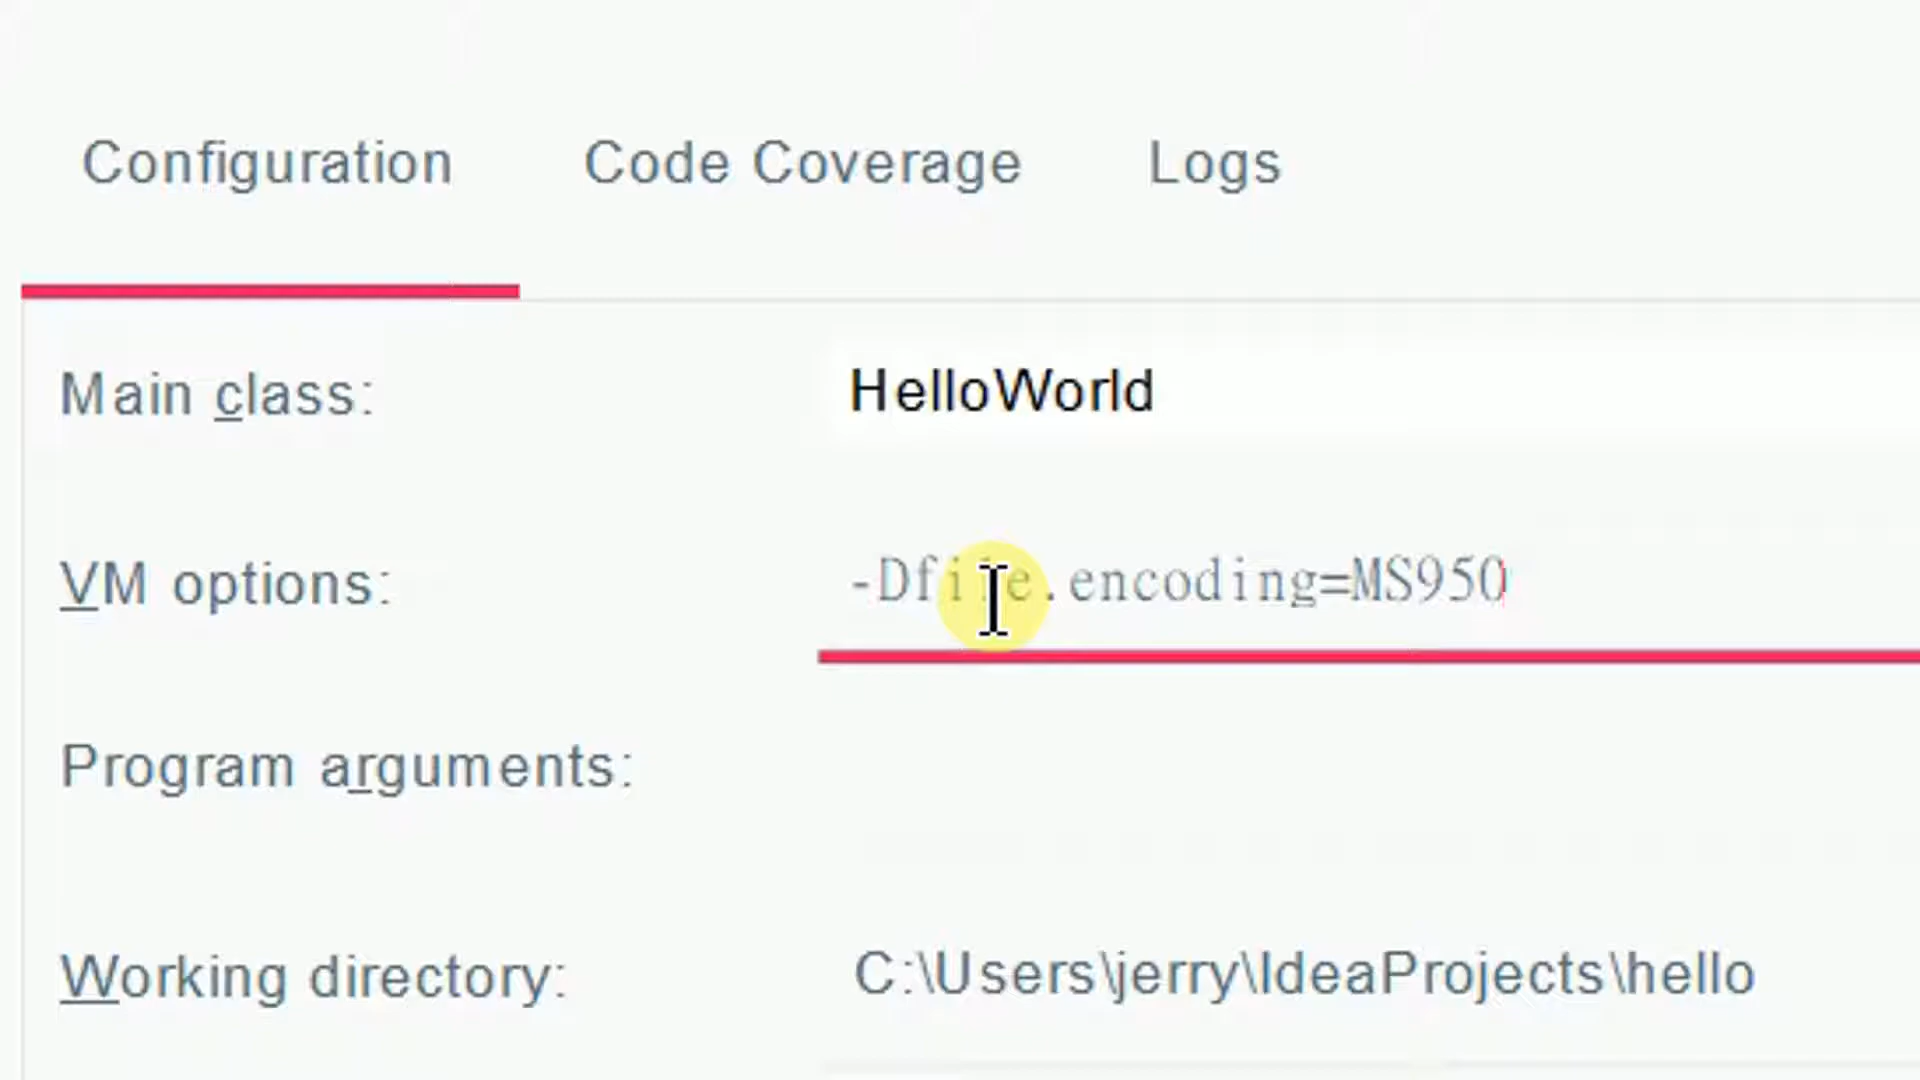 Configuration Code Coverage Logs
Main class: HelloWorld
VM options: -Dfile.encoding=MS950
Program arguments:
Working directory: C:\Users\jerry\IdeaProjects\hello